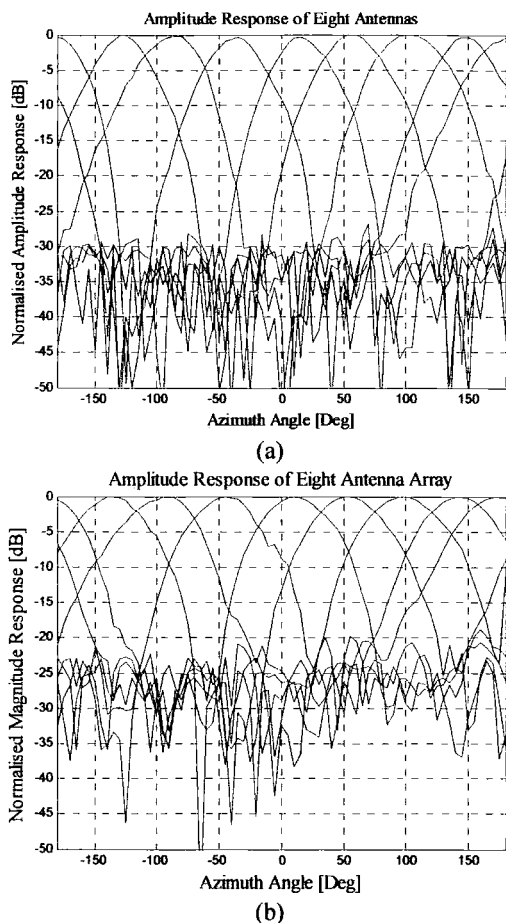 Amplitude Response of Eight Antennas
Normalised Amplitude Response [dB]
0
-5
-10
-15
-20
-25
-30
-35
-40
-45
-50
-150 -100 -50 0 50 100 150
Azimuth Angle [Deg]
(a)
Amplitude Response of Eight Antenna Array
Normalised Magnitude Response [dB]
0
-5
-10
-15
-20
-25
-30
-35
-40
-45
-50
-150 -100 -50 0 50 100 150
Azimuth Angle [Deg]
(b)